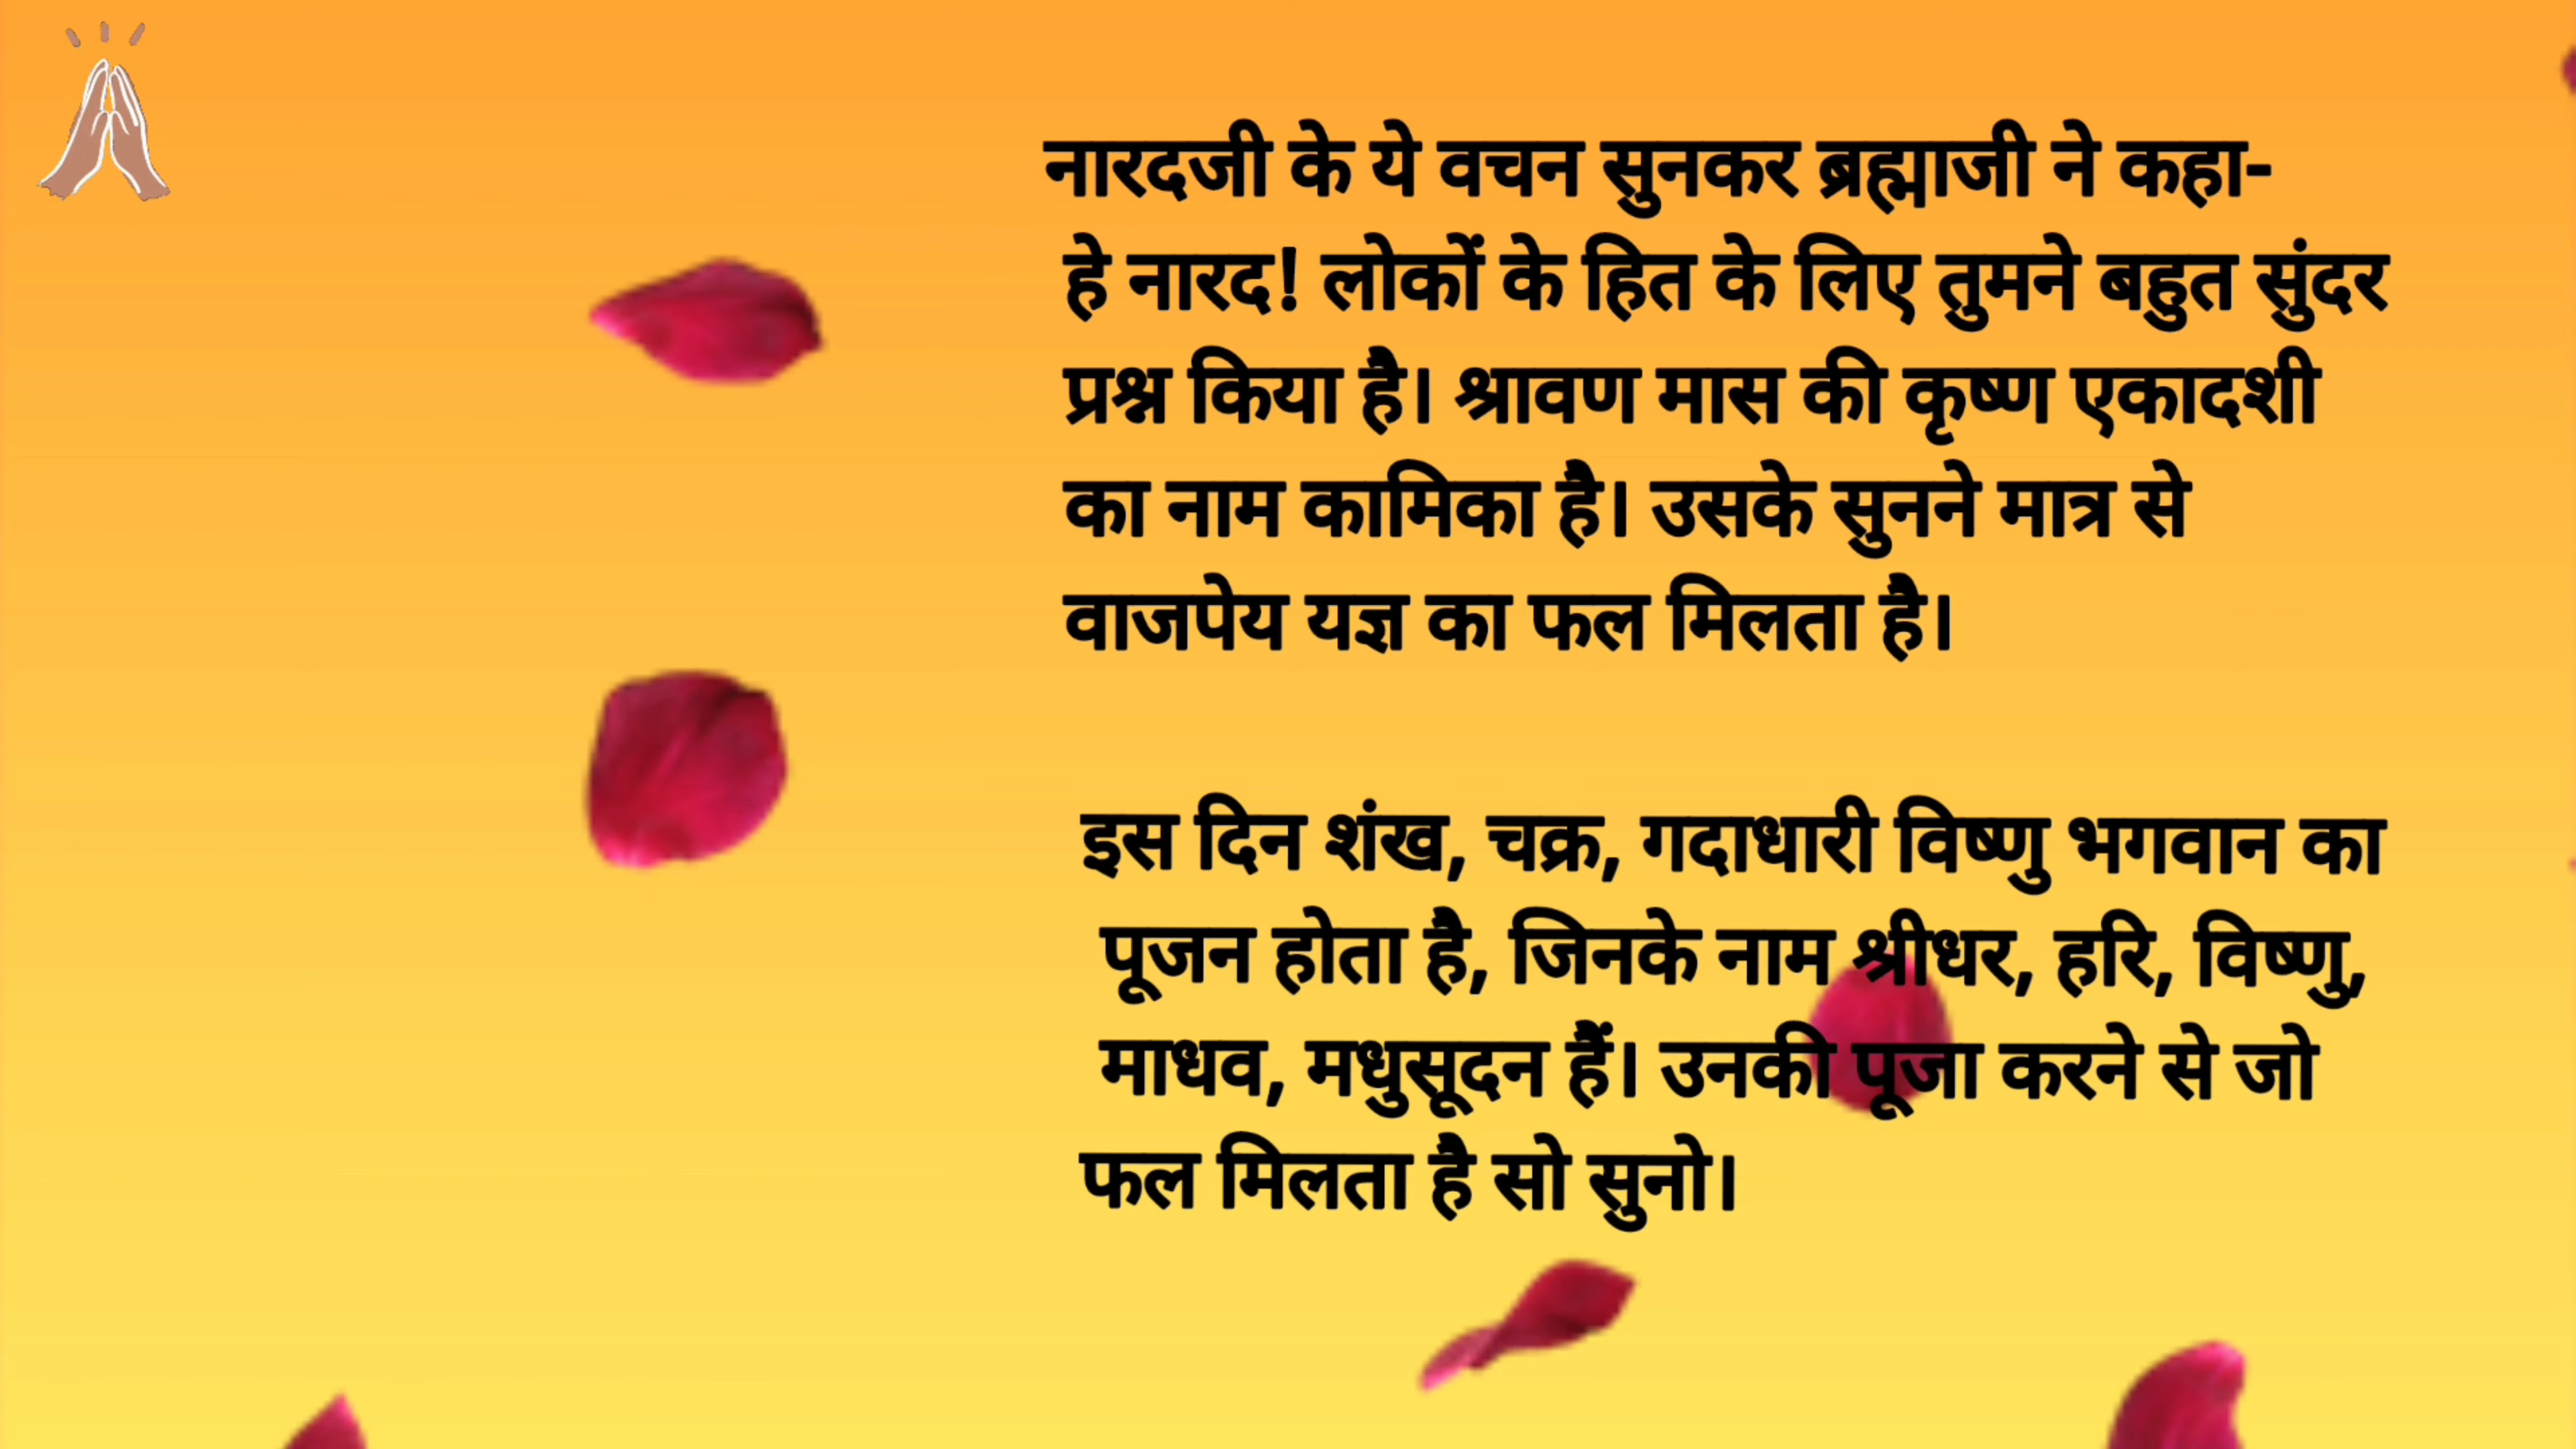 नारदजी के ये वचन सुनकर ब्रह्माजी ने कहा-
हे नारद! लोकों के हित के लिए तुमने बहुत सुंदर
प्रश्न किया है। श्रावण मास की कृष्ण एकादशी
का नाम कामिका है। उसके सुनने मात्र से
वाजपेय यज्ञ का फल मिलता है।
इस दिन शंख, चक्र, गदाधारी विष्णु भगवान का
पूजन होता है, जिनके नाम श्रीधर, हरि, विष्णु,
माधव, मधुसूदन हैं। उनकी पूजा करने से जो
फल मिलता है सो सुनो।